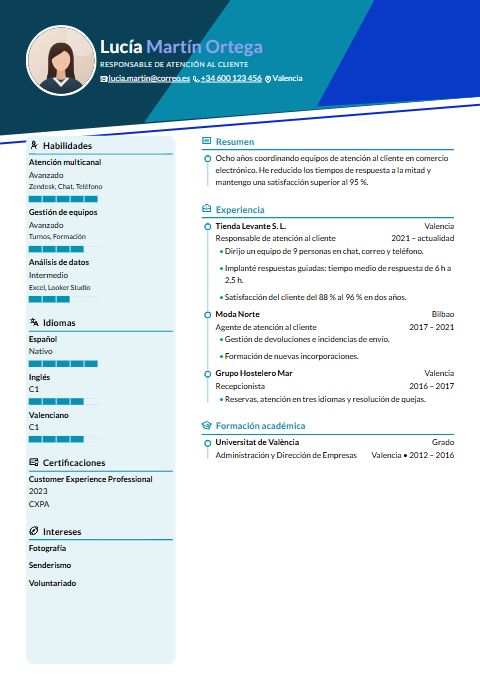 Lucía Martín Ortega
RESPONSABLE DE ATENCIÓN AL CLIENTE
lucia.martin@correo.es +34 600 123 456 Valencia
Habilidades
Atención multicanal
Avanzado
Zendesk, Chat, Teléfono
Gestión de equipos
Avanzado
Turnos, Formación
Análisis de datos
Intermedio
Excel, Looker Studio
Idiomas
Español
Nativo
Inglés
C1
Valenciano
C1
Certificaciones
Customer Experience Professional
2023
CXPA
Intereses
Fotografía
Senderismo
Voluntariado
Resumen
Ocho años coordinando equipos de atención al cliente en comercio
electrónico. He reducido los tiempos de respuesta a la mitad y
mantengo una satisfacción superior al 95 %.
Experiencia
Tienda Levante S. L. Valencia
Responsable de atención al cliente 2021 – actualidad
• Dirijo un equipo de 9 personas en chat, correo y teléfono.
• Implanté respuestas guiadas: tiempo medio de respuesta de 6 h a
2,5 h.
• Satisfacción del cliente del 88 % al 96 % en dos años.
Moda Norte Bilbao
Agente de atención al cliente 2017 – 2021
• Gestión de devoluciones e incidencias de envío.
• Formación de nuevas incorporaciones.
Grupo Hostelero Mar Valencia
Recepcionista 2016 – 2017
• Reservas, atención en tres idiomas y resolución de quejas.
Formación académica
Universitat de València Grado
Administración y Dirección de Empresas Valencia • 2012 – 2016